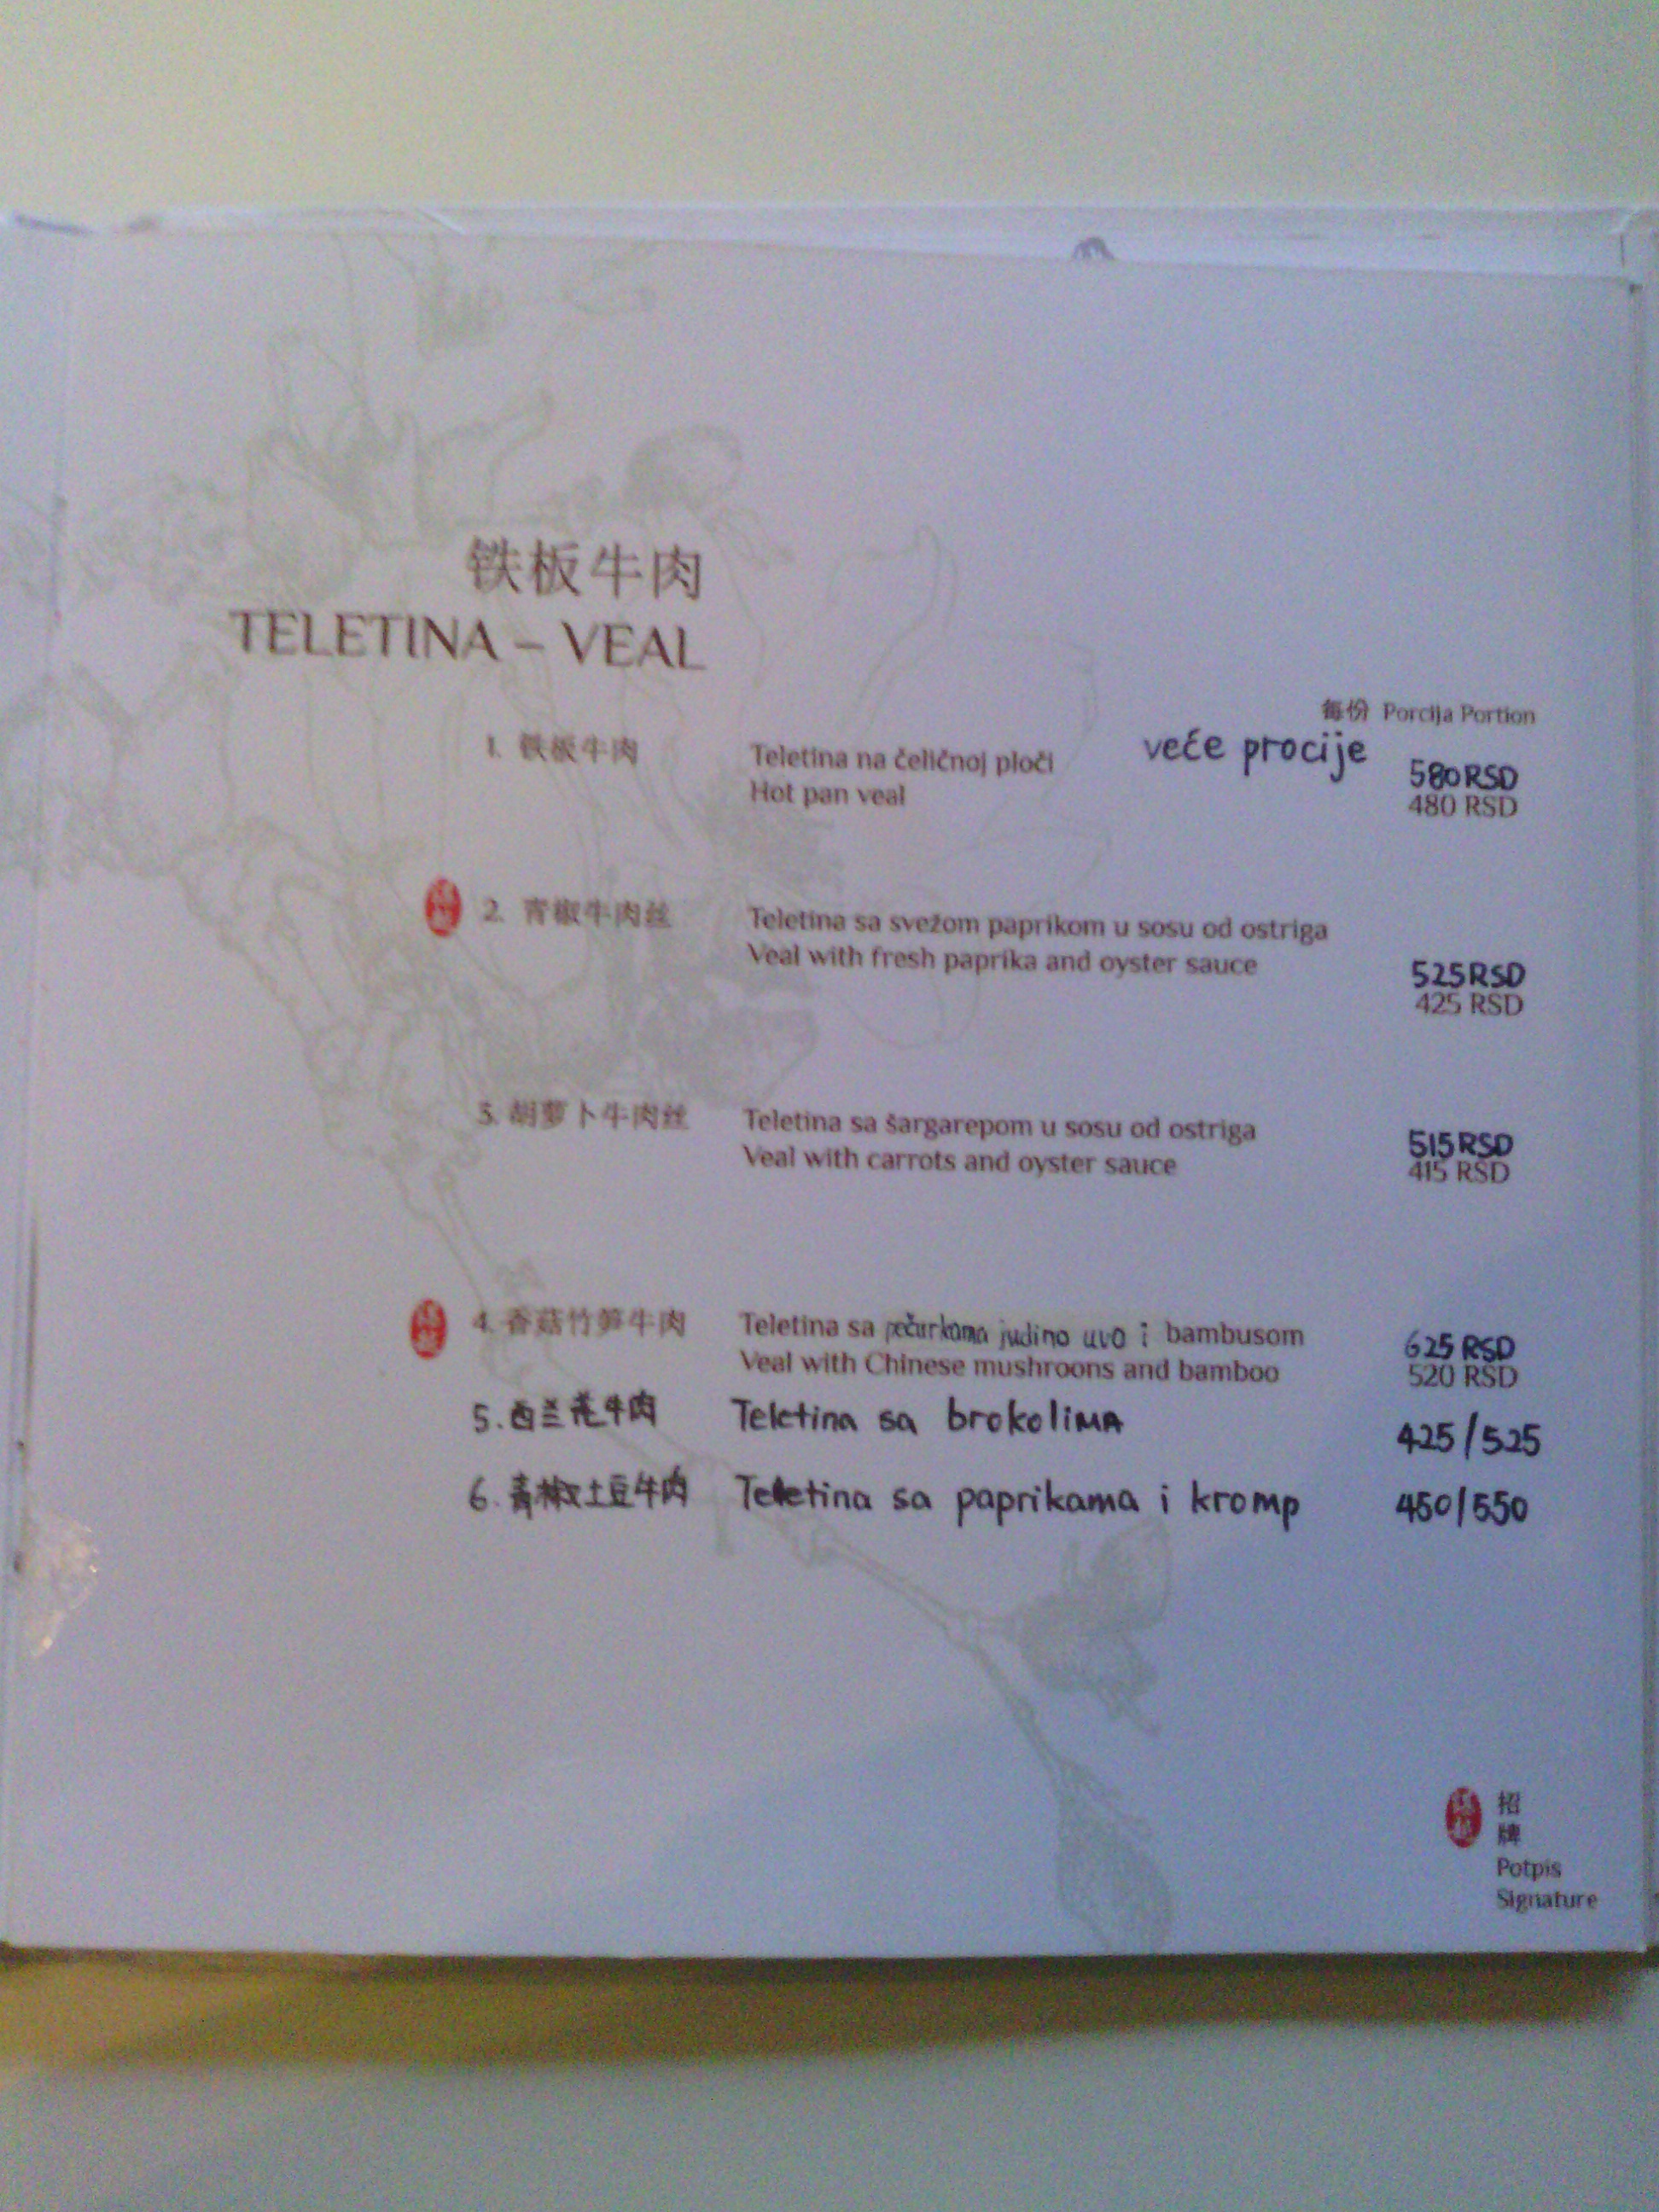 铁板牛肉
TELETINA – VEAL
每份 Porcija Portion
1. 铁板牛肉 Teletina na čeličnoj ploči veće procije 580 RSD
Hot pan veal 480 RSD
2. 青椒牛肉丝 Teletina sa svežom paprikom u sosu od ostriga
Veal with fresh paprika and oyster sauce 525 RSD
425 RSD
3. 胡萝卜牛肉丝 Teletina sa šargarepom u sosu od ostriga 515 RSD
Veal with carrots and oyster sauce 415 RSD
4. 香菇竹笋牛肉 Teletina sa pečurkama judino uvo i bambusom 625 RSD
Veal with Chinese mushroons and bamboo 520 RSD
5. 西兰花牛肉 Teletina sa brokolima 425/525
6. 青椒土豆牛肉 Teletina sa paprikama i kromp 450/550
招
牌
Potpis
Signature